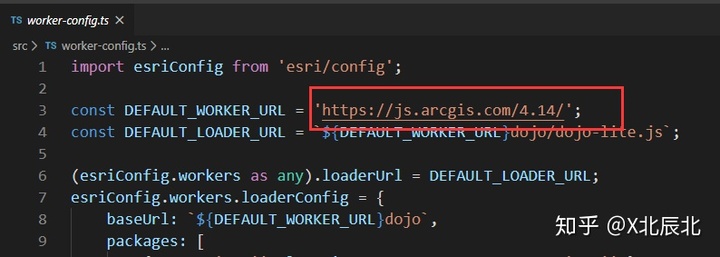 TS worker-config.ts ×
src > TS worker-config.ts > ...
1 import esriConfig from 'esri/config';
2
3 const DEFAULT_WORKER_URL = 'https://js.arcgis.com/4.14/';
4 const DEFAULT_LOADER_URL = `${DEFAULT_WORKER_URL}dojo/dojo-lite.js`;
5
6 (esriConfig.workers as any).loaderUrl = DEFAULT_LOADER_URL;
7 esriConfig.workers.loaderConfig = {
8 baseUrl: `${DEFAULT_WORKER_URL}dojo`,
9 packages: [
知乎 @X北辰北